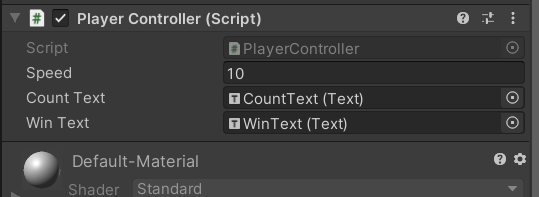 Player Controller (Script)
Script PlayerController
Speed 10
Count Text CountText (Text)
Win Text WinText (Text)
Default-Material
Shader Standard